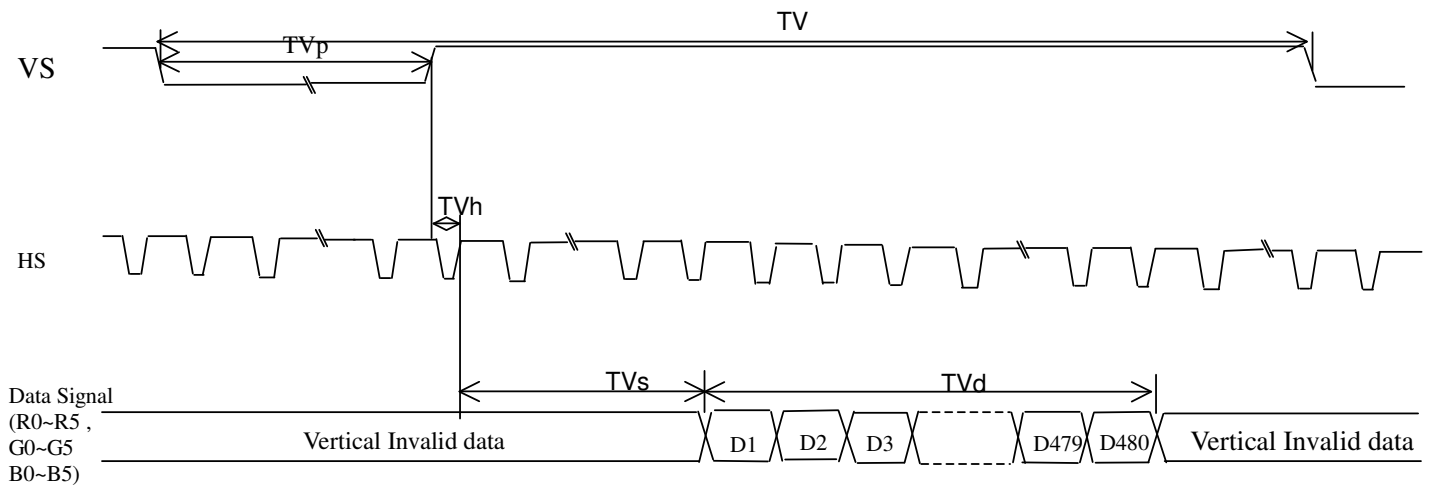 TV
TVp
VS
TVh
HS
TVs
TVd
Data Signal
(R0~R5 ,
G0~G5
B0~B5)
Vertical Invalid data
D1
D2
D3
D479
D480
Vertical Invalid data